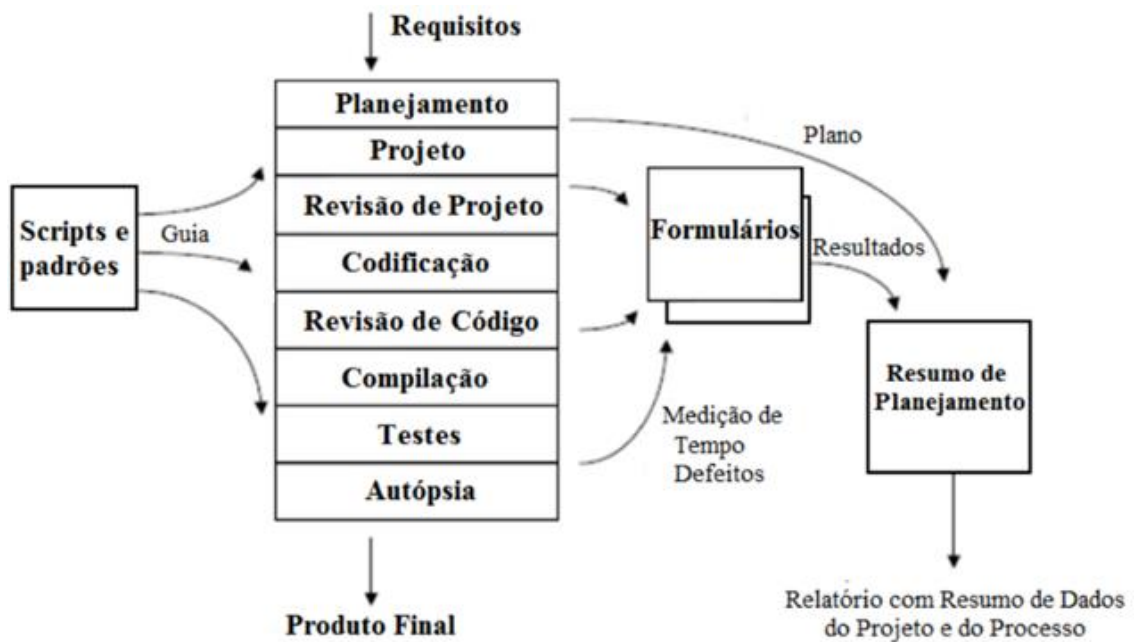 Requisitos
Planejamento
Projeto
Revisão de Projeto
Codificação
Revisão de Código
Compilação
Testes
Autópsia
Produto Final
Scripts e
padrões
Guia
Formulários
Plano
Resultados
Medição de
Tempo
Defeitos
Resumo de
Planejamento
Relatório com Resumo de Dados
do Projeto e do Processo